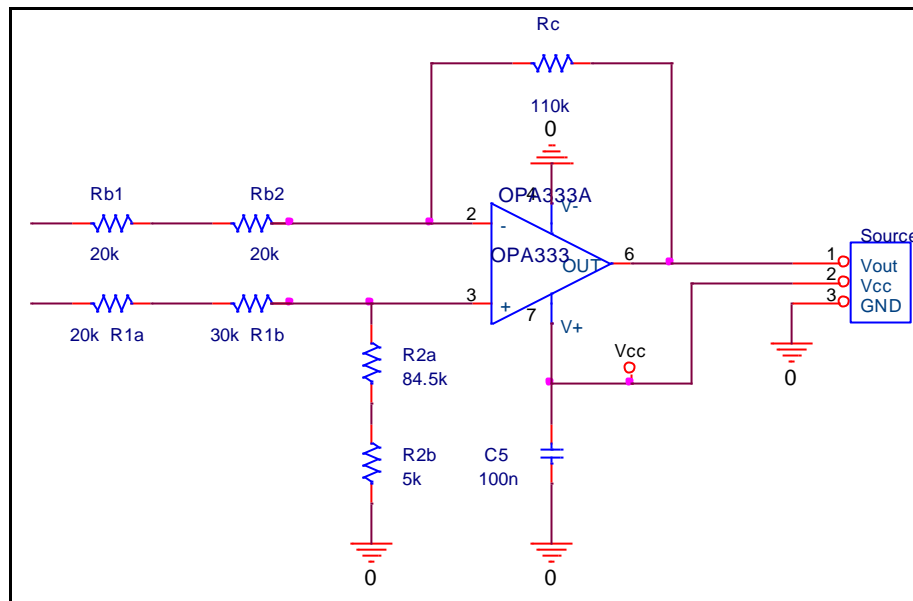 Rc
110k
0
OPA333A
4
V-
Rb1
Rb2
2
-
20k
20k
OPA333
OUT
6
Source
1
Vout
2
Vcc
3
GND
3
+
20k R1a
30k R1b
7
V+
R2a
84.5k
Vcc
0
R2b
5k
C5
100n
0
0